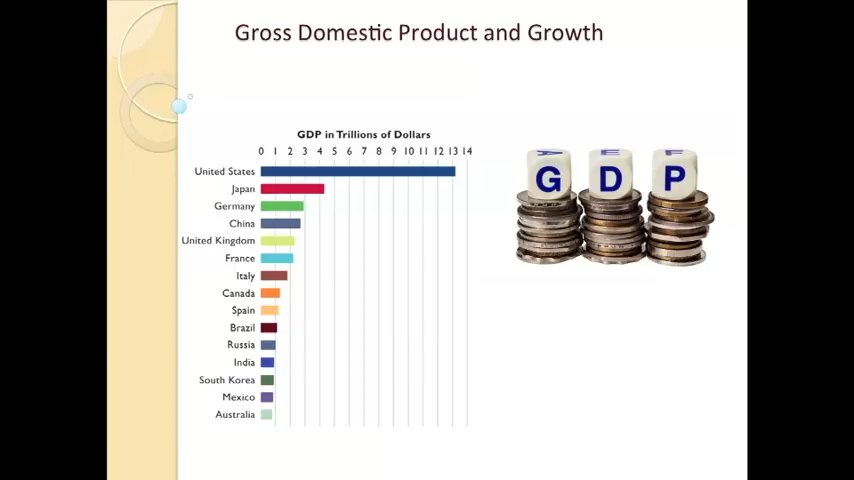 Gross Domestic Product and Growth
GDP in Trillions of Dollars
0 1 2 3 4 5 6 7 8 9 10 11 12 13 14
United States
Japan
Germany
China
United Kingdom
France
Italy
Canada
Spain
Brazil
Russia
India
South Korea
Mexico
Australia
G D P